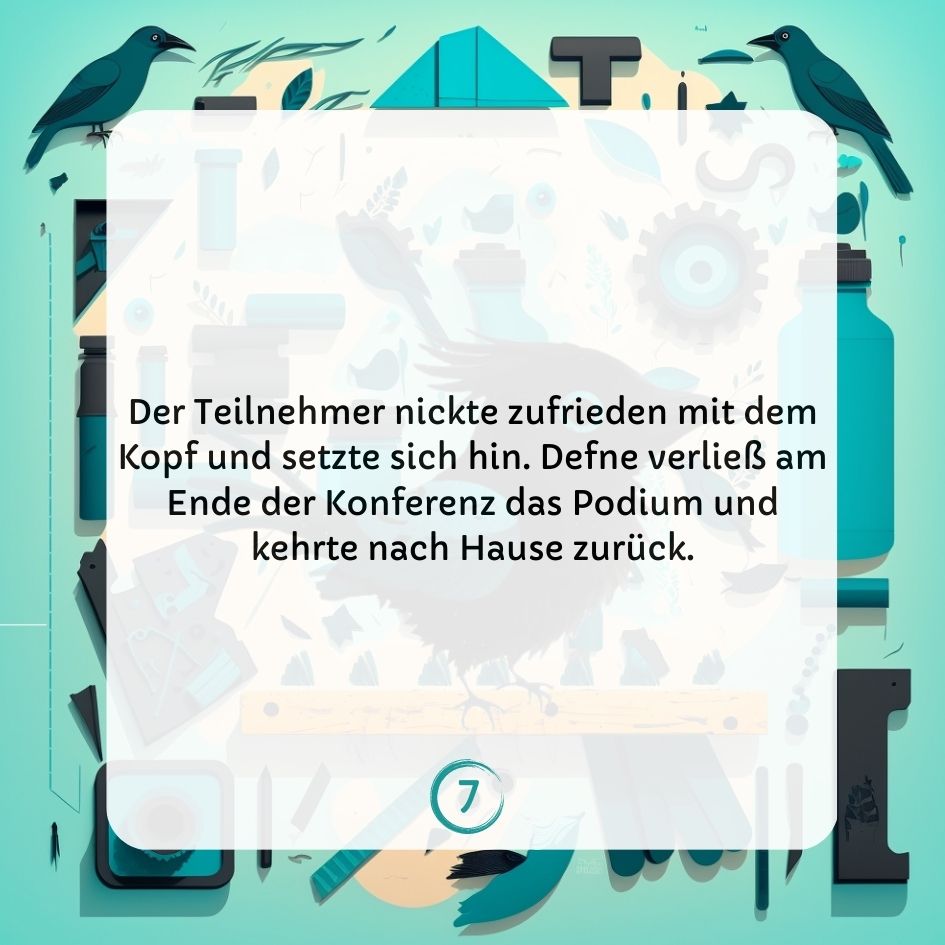 Der Teilnehmer nickte zufrieden mit dem
Kopf und setzte sich hin. Defne verließ am
Ende der Konferenz das Podium und
kehrte nach Hause zurück.
7